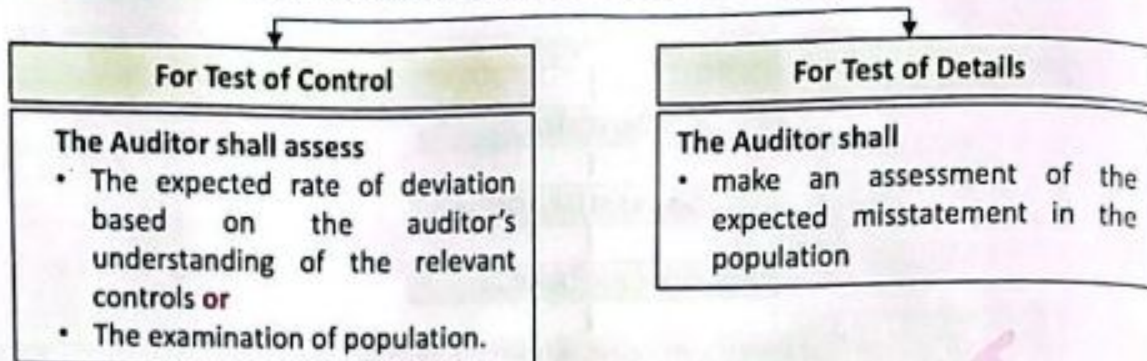 For Test of Control
The Auditor shall assess
• The expected rate of deviation
based on the auditor's
understanding of the relevant
controls or
• The examination of population.
For Test of Details
The Auditor shall
• make an assessment of the
expected misstatement in the
population